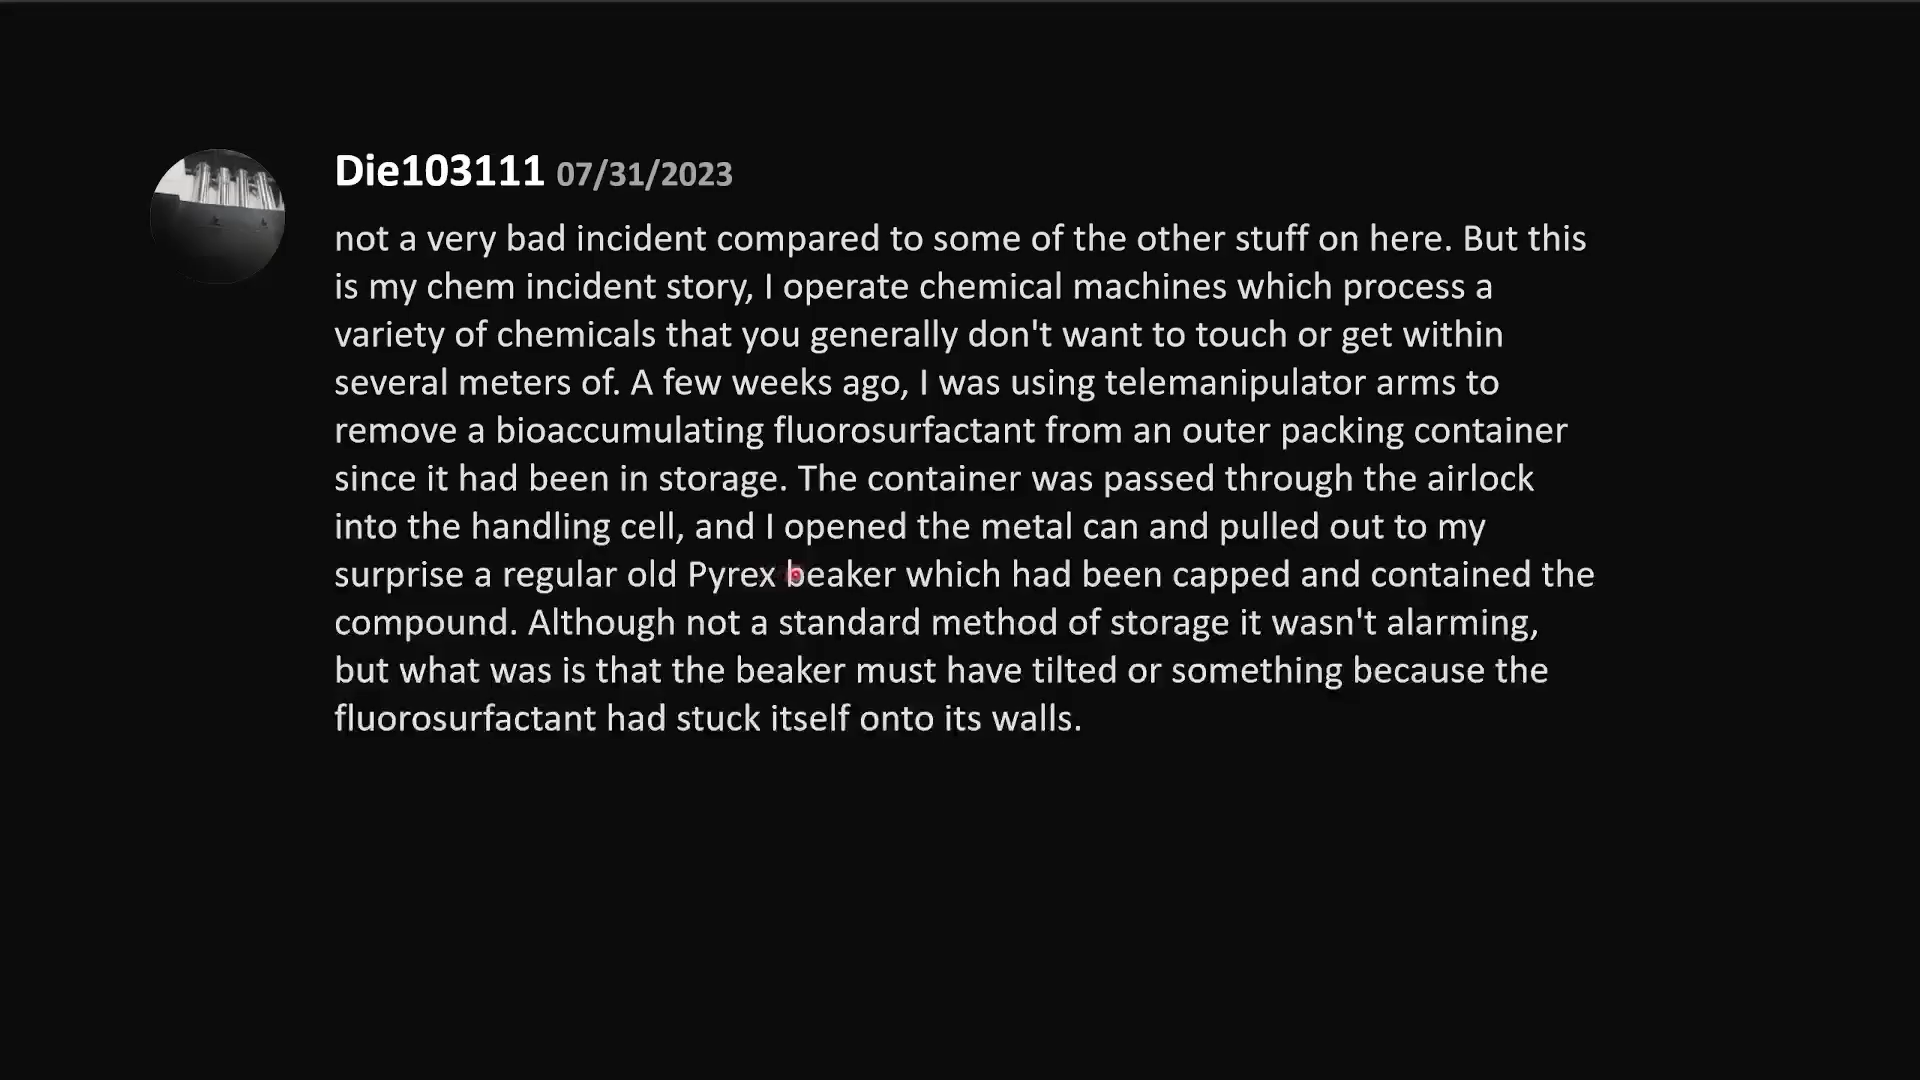 Die103111 07/31/2023
not a very bad incident compared to some of the other stuff on here. But this
is my chem incident story, I operate chemical machines which process a
variety of chemicals that you generally don't want to touch or get within
several meters of. A few weeks ago, I was using telemanipulator arms to
remove a bioaccumulating fluorosurfactant from an outer packing container
since it had been in storage. The container was passed through the airlock
into the handling cell, and I opened the metal can and pulled out to my
surprise a regular old Pyrex beaker which had been capped and contained the
compound. Although not a standard method of storage it wasn't alarming,
but what was is that the beaker must have tilted or something because the
fluorosurfactant had stuck itself onto its walls.